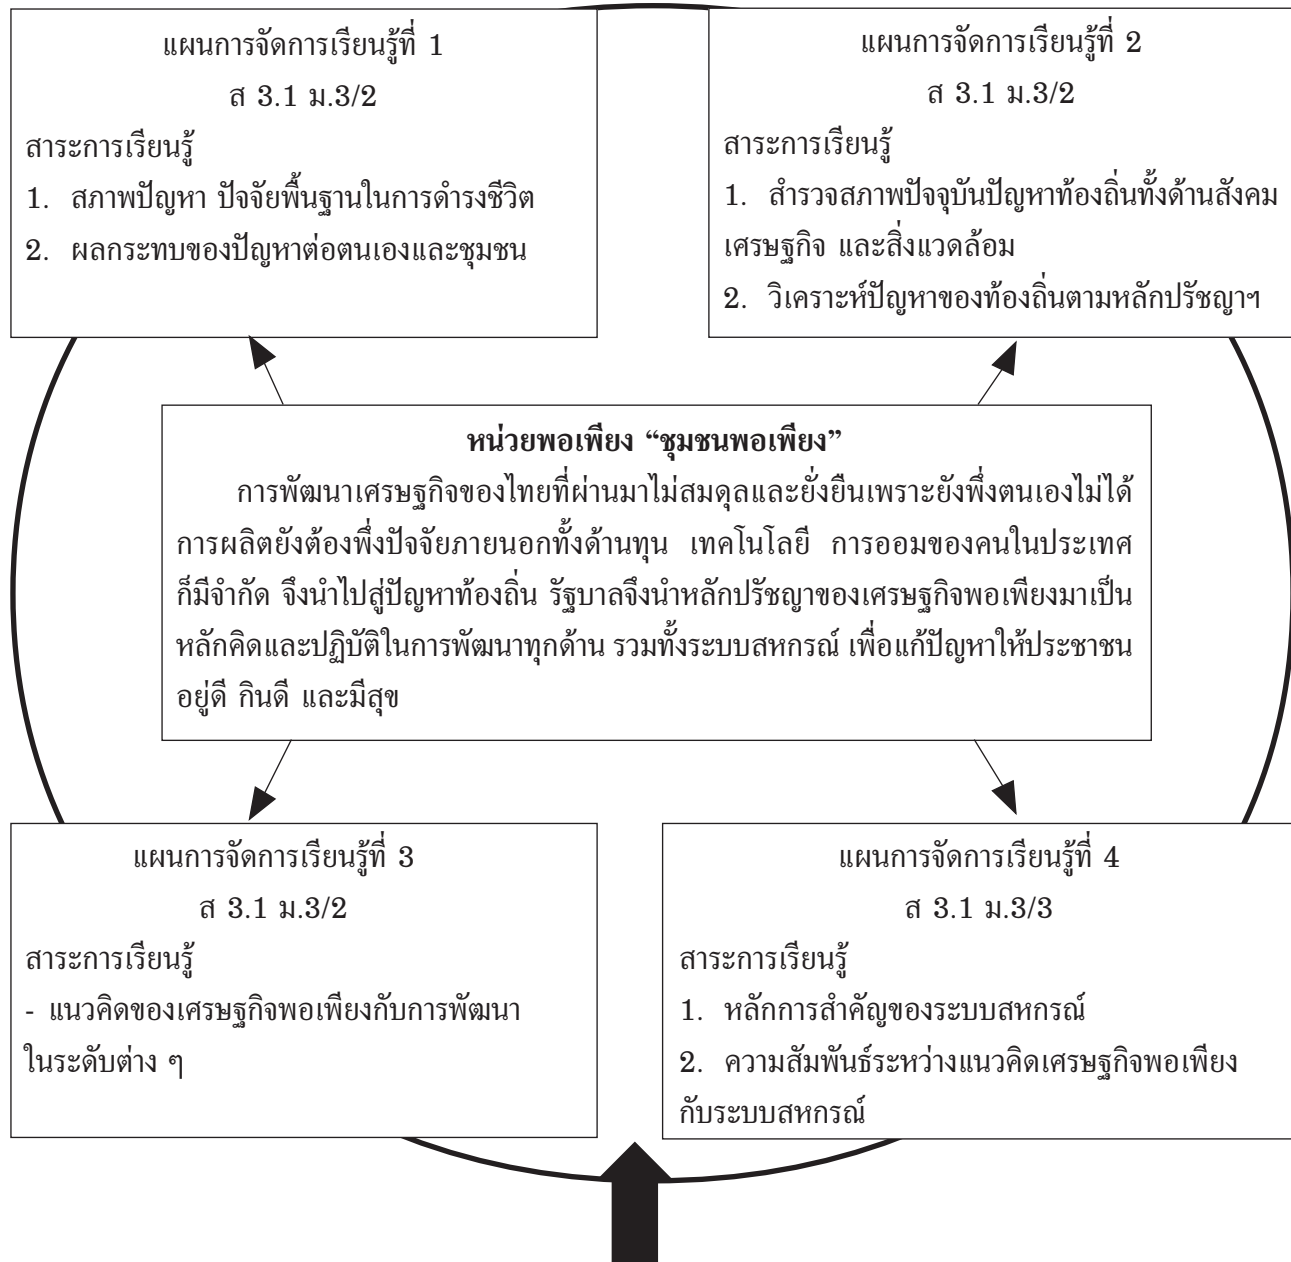 แผนการจัดการเรียนรู้ที่ 1
ส 3.1 ม.3/2
สาระการเรียนรู้
1. สภาพปัญหา ปัจจัยพื้นฐานในการดำรงชีวิต
2. ผลกระทบของปัญหาต่อตนเองและชุมชน
แผนการจัดการเรียนรู้ที่ 2
ส 3.1 ม.3/2
สาระการเรียนรู้
1. สำรวจสภาพปัจจุบันปัญหาท้องถิ่นทั้งด้านสังคม
เศรษฐกิจ และสิ่งแวดล้อม
2. วิเคราะห์ปัญหาของท้องถิ่นตามหลักปรัชญาฯ
หน่วยพอเพียง “ชุมชนพอเพียง”
การพัฒนาเศรษฐกิจของไทยที่ผ่านมาไม่สมดุลและยั่งยืนเพราะยังพึ่งตนเองไม่ได้
การผลิตยังต้องพึ่งปัจจัยภายนอกทั้งด้านทุน เทคโนโลยี การออมของคนในประเทศ
ก็มีจำกัด จึงนำไปสู่ปัญหาท้องถิ่น รัฐบาลจึงนำหลักปรัชญาของเศรษฐกิจพอเพียงมาเป็น
หลักคิดและปฏิบัติในการพัฒนาทุกด้าน รวมทั้งระบบสหกรณ์ เพื่อแก้ปัญหาให้ประชาชน
อยู่ดี กินดี และมีสุข
แผนการจัดการเรียนรู้ที่ 3
ส 3.1 ม.3/2
สาระการเรียนรู้
- แนวคิดของเศรษฐกิจพอเพียงกับการพัฒนา
ในระดับต่าง ๆ
แผนการจัดการเรียนรู้ที่ 4
ส 3.1 ม.3/3
สาระการเรียนรู้
1. หลักการสำคัญของระบบสหกรณ์
2. ความสัมพันธ์ระหว่างแนวคิดเศรษฐกิจพอเพียง
กับระบบสหกรณ์